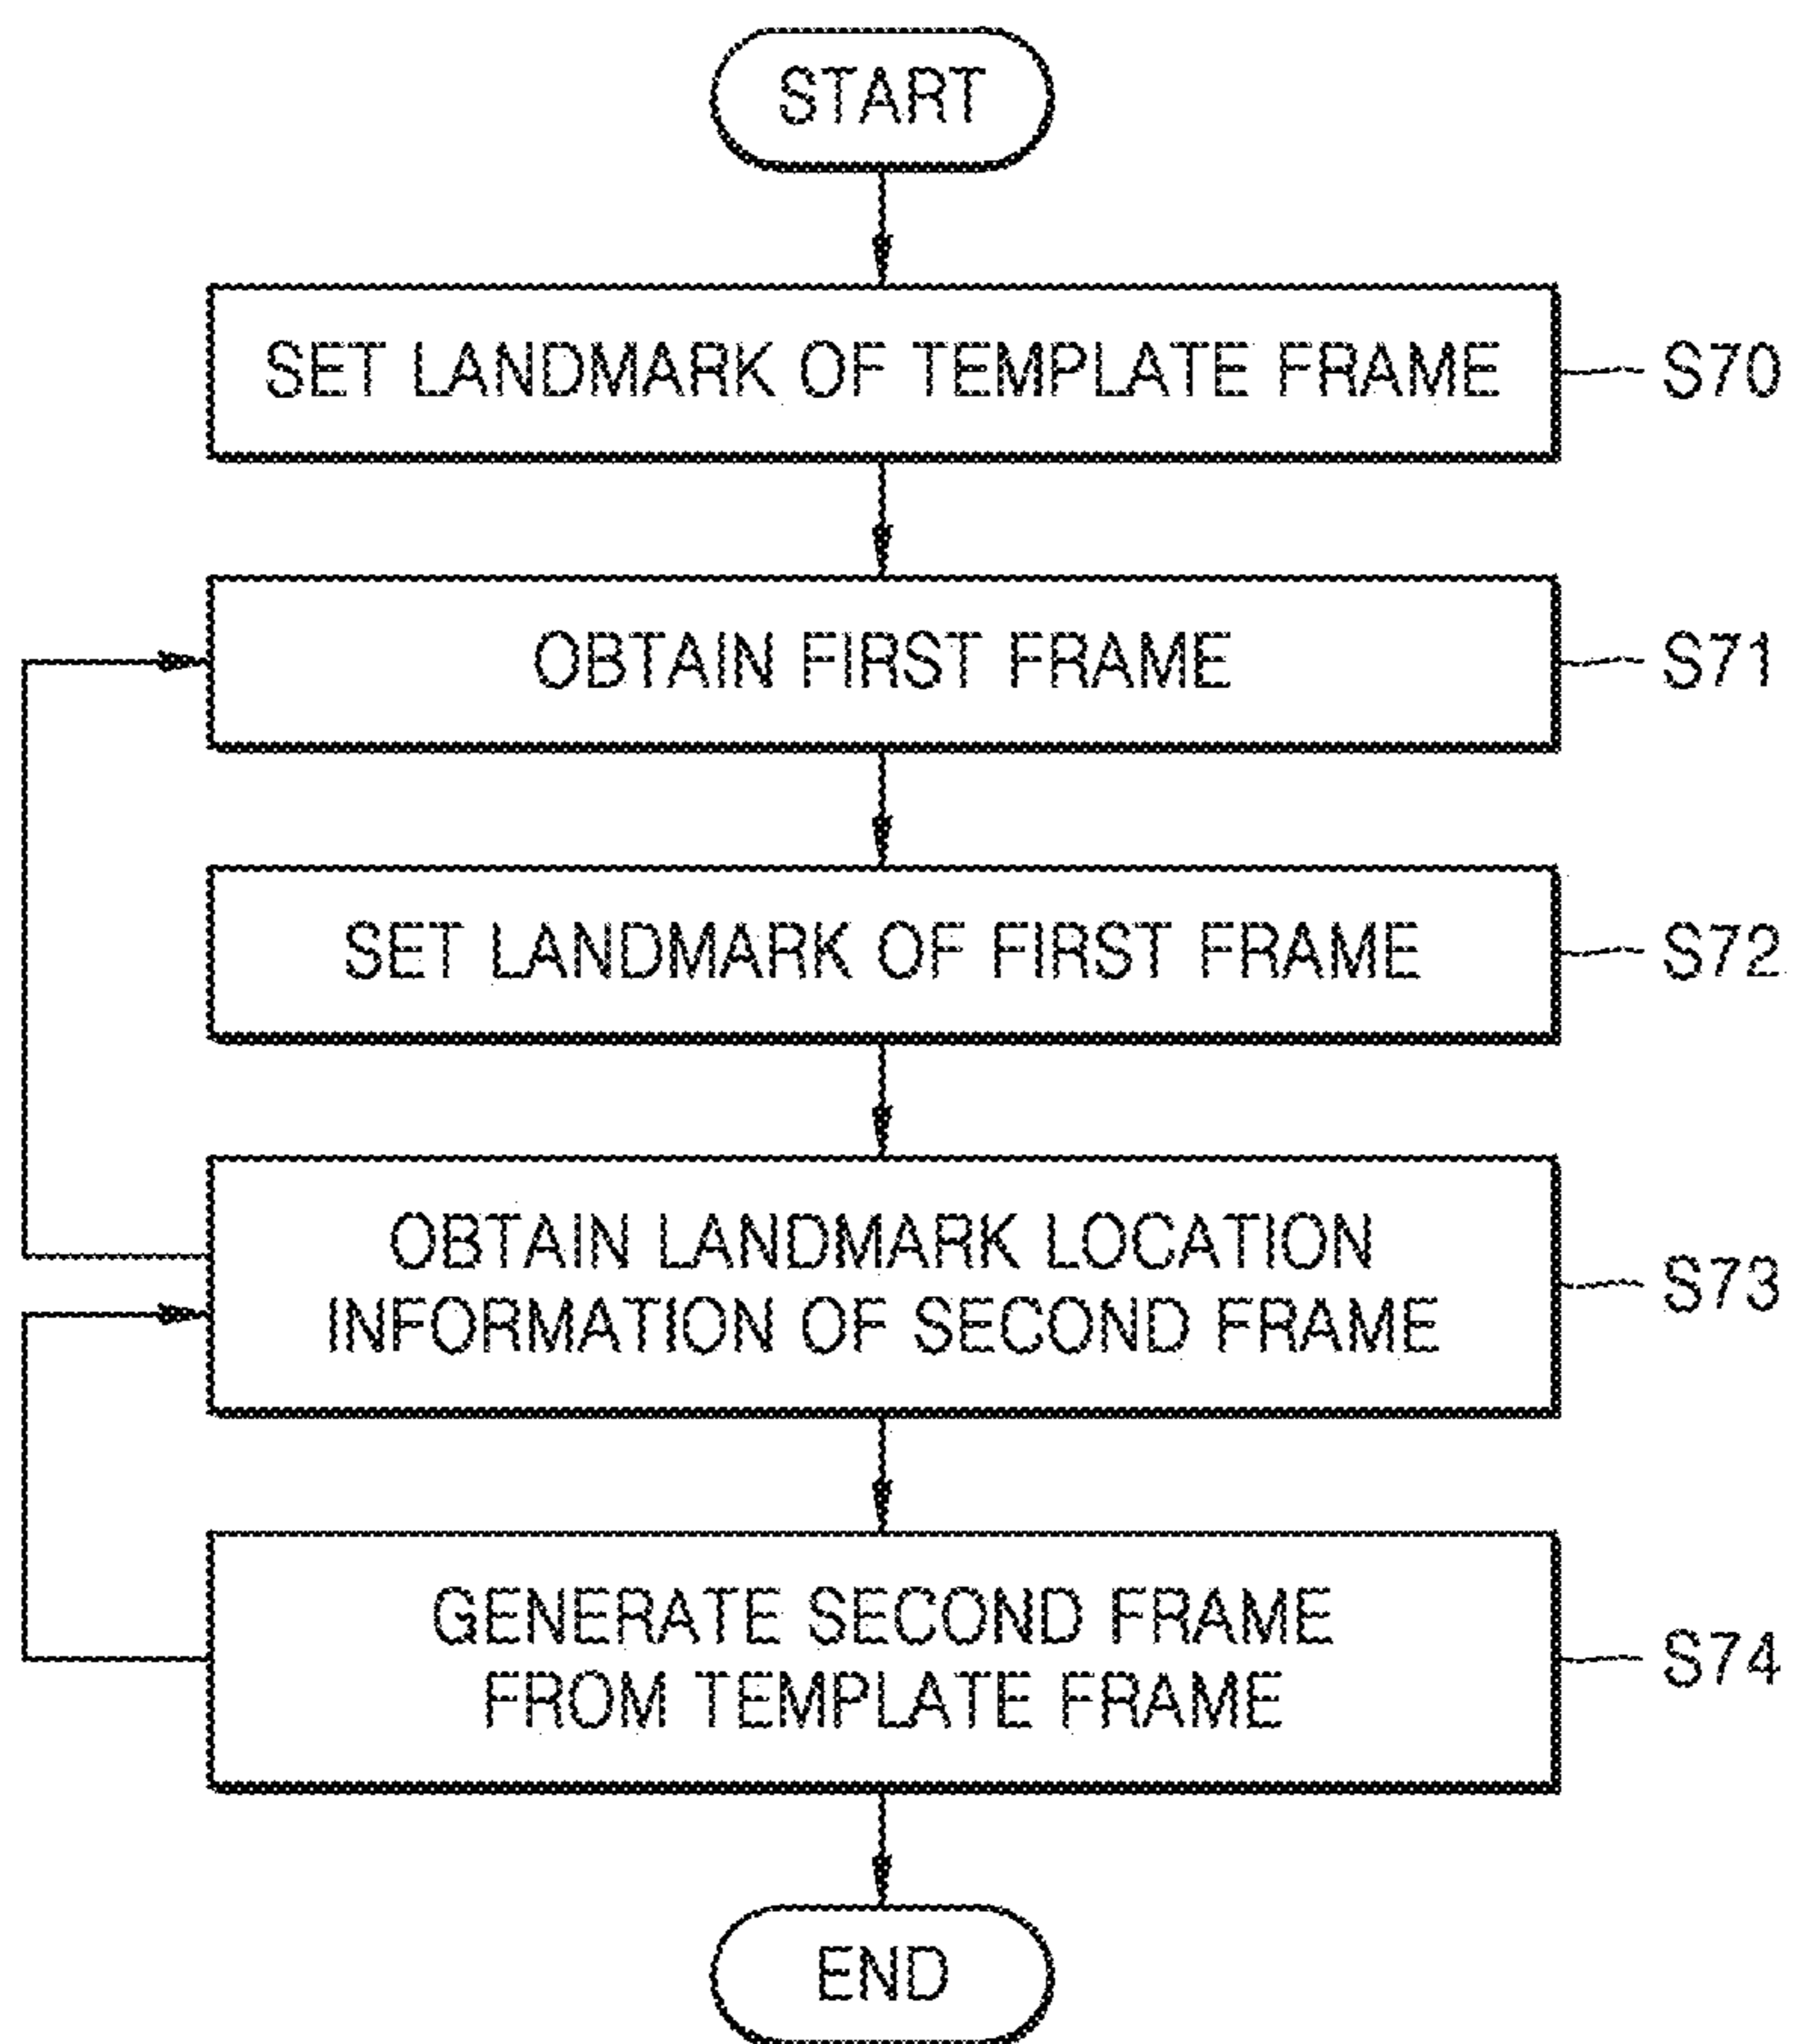 START
SET LANDMARK OF TEMPLATE FRAME
S70
OBTAIN FIRST FRAME
S71
SET LANDMARK OF FIRST FRAME
S72
OBTAIN LANDMARK LOCATION
INFORMATION OF SECOND FRAME
S73
GENERATE SECOND FRAME
FROM TEMPLATE FRAME
S74
END